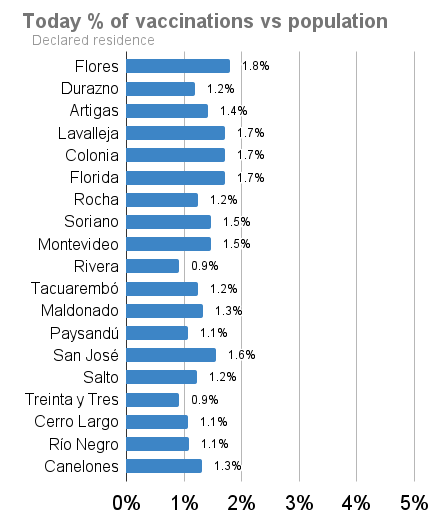 Today % of vaccinations vs population
Declared residence
Flores 1.8%
Durazno 1.2%
Artigas 1.4%
Lavalleja 1.7%
Colonia 1.7%
Florida 1.7%
Rocha 1.2%
Soriano 1.5%
Montevideo 1.5%
Rivera 0.9%
Tacuarembó 1.2%
Maldonado 1.3%
Paysandú 1.1%
San José 1.6%
Salto 1.2%
Treinta y Tres 0.9%
Cerro Largo 1.1%
Río Negro 1.1%
Canelones 1.3%
0% 1% 2% 3% 4% 5%